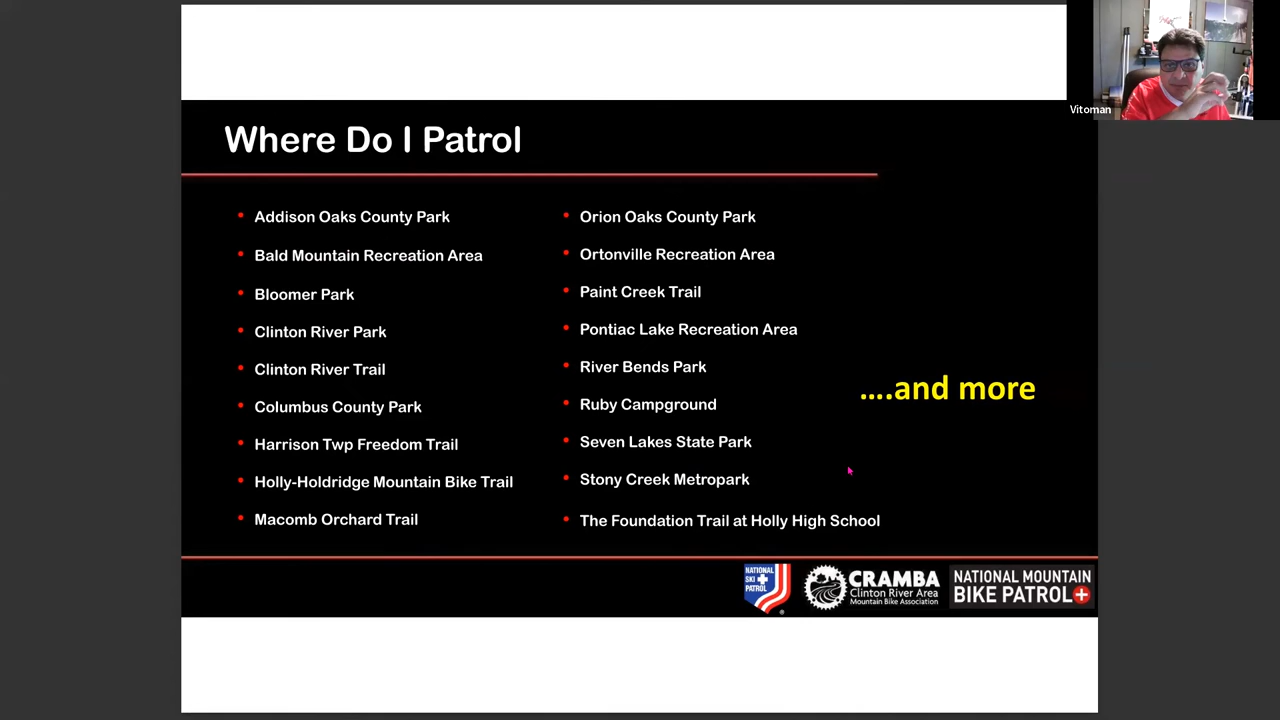 Vitoman
Where Do I Patrol
• Addison Oaks County Park
• Bald Mountain Recreation Area
• Bloomer Park
• Clinton River Park
• Clinton River Trail
• Columbus County Park
• Harrison Twp Freedom Trail
• Holly-Holdridge Mountain Bike Trail
• Macomb Orchard Trail
• Orion Oaks County Park
• Ortonville Recreation Area
• Paint Creek Trail
• Pontiac Lake Recreation Area
• River Bends Park
• Ruby Campground
• Seven Lakes State Park
• Stony Creek Metropark
• The Foundation Trail at Holly High School
....and more
NATIONAL
SKI
PATROL
®
CRAMBA
Clinton River Area
Mountain Bike Association
NATIONAL MOUNTAIN
BIKE PATROL